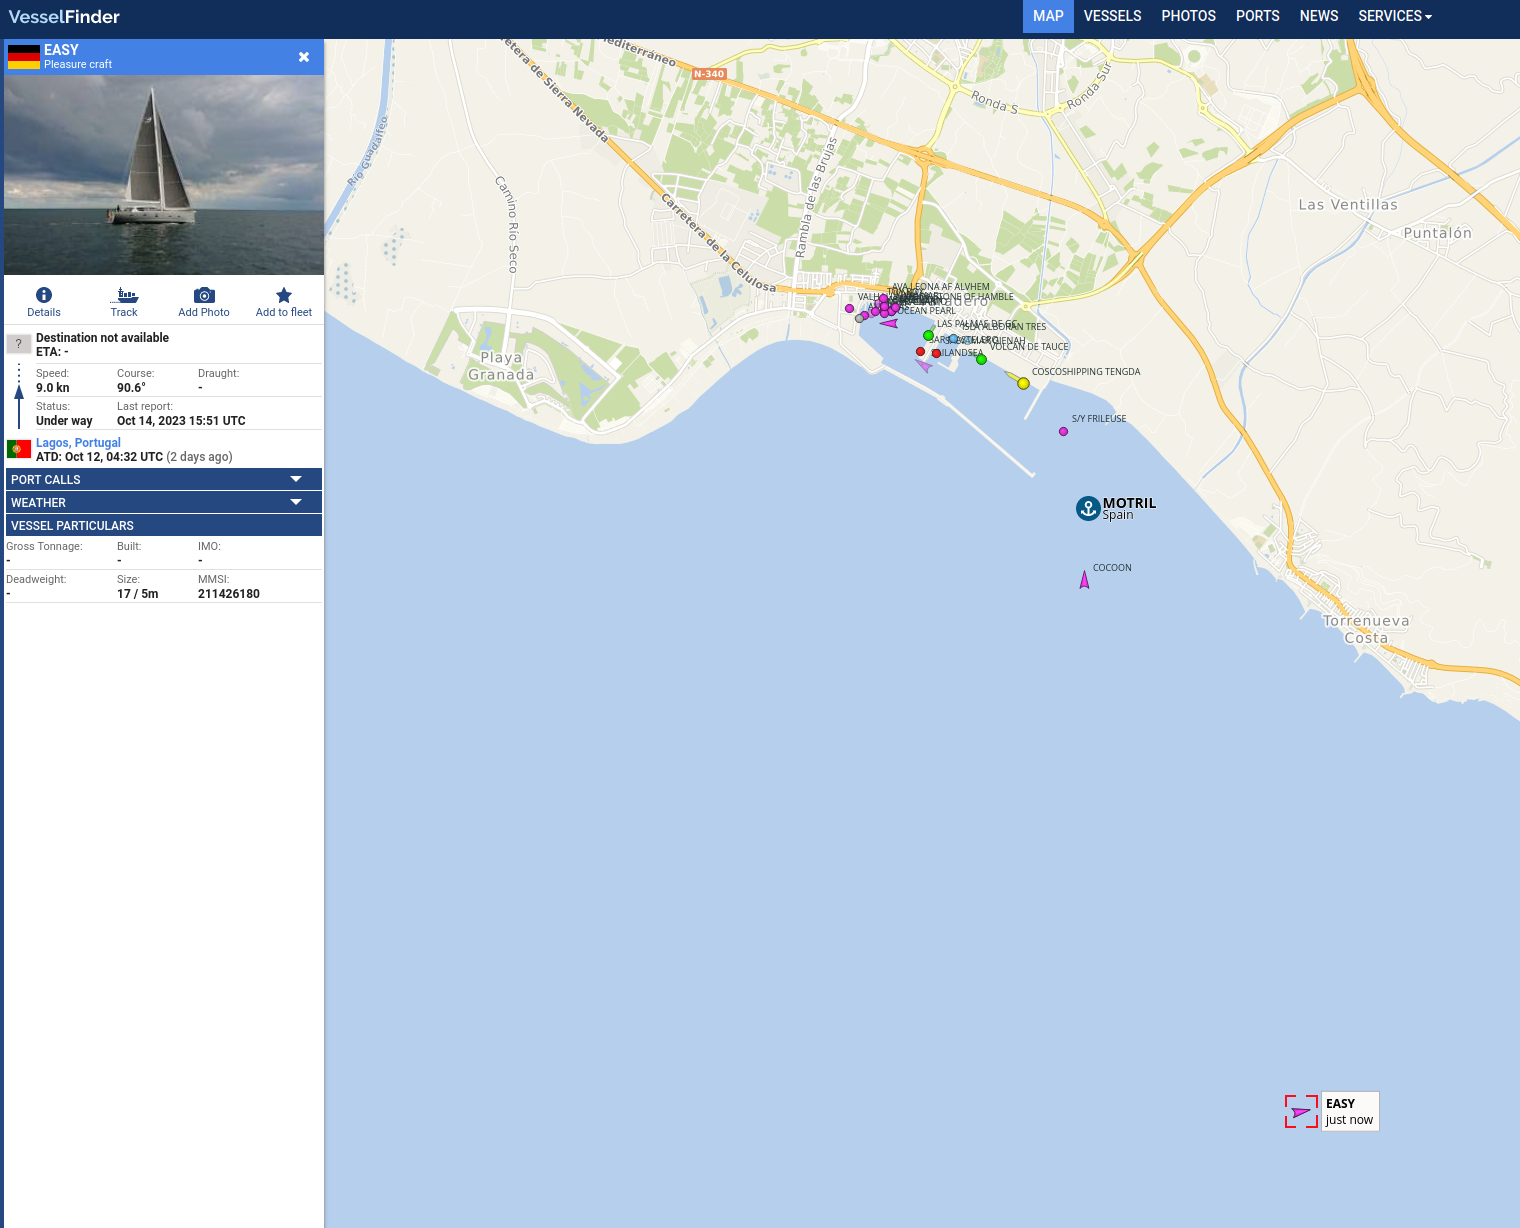 VesselFinder
MAP VESSELS PHOTOS PORTS NEWS SERVICES
EASY
Pleasure craft
Details Track Add Photo Add to fleet
?
Destination not available
ETA: -
Speed: Course: Draught:
9.0 kn 90.6° -
Status: Last report:
Under way Oct 14, 2023 15:51 UTC
Lagos, Portugal
ATD: Oct 12, 04:32 UTC (2 days ago)
PORT CALLS
WEATHER
VESSEL PARTICULARS
Gross Tonnage: Built: IMO:
- - -
Deadweight: Size: MMSI:
- 17 / 5m 211426180
Carretera de Sierra Nevada
N-340
Ronda S
Ronda Sur
Río Guadalfeo
Camino Río Seco
Rambla de las Brujas
Carretera de la Celulosa
Las Ventillas
Puntalón
AVA LEONA AF ALVHEM
OCEAN PEARL
LAS PALMAS DE GC
ISLA ALBORAN TRES
VOLCAN DE TAUCE
Playa
Granada
COSCOSHIPPING TENGDA
S/Y FRILEUSE
MOTRIL
Spain
COCOON
Torrenueva
Costa
EASY
just now